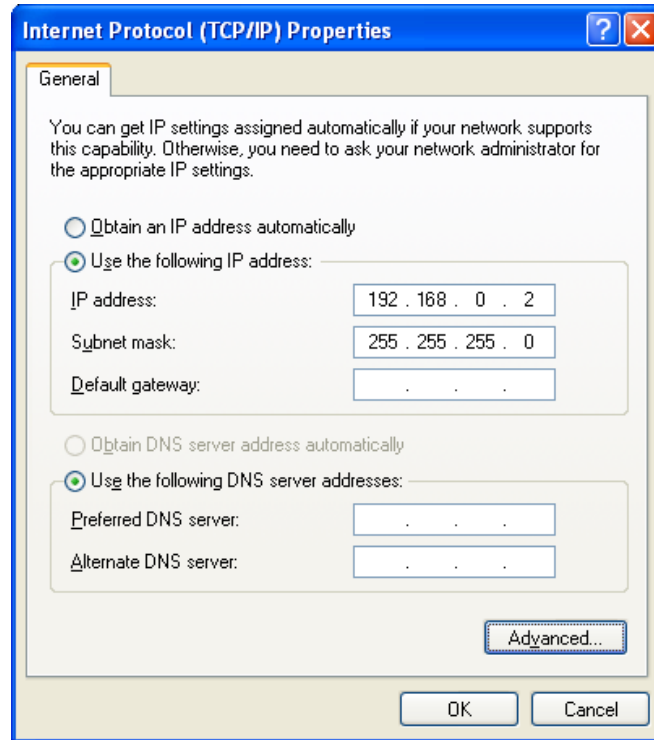 Internet Protocol (TCP/IP) Properties
General
You can get IP settings assigned automatically if your network supports
this capability. Otherwise, you need to ask your network administrator for
the appropriate IP settings.
Obtain an IP address automatically
Use the following IP address:
IP address: 192 . 168 . 0 . 2
Subnet mask: 255 . 255 . 255 . 0
Default gateway: . . .
Obtain DNS server address automatically
Use the following DNS server addresses:
Preferred DNS server: . . .
Alternate DNS server: . . .
Advanced...
OK Cancel